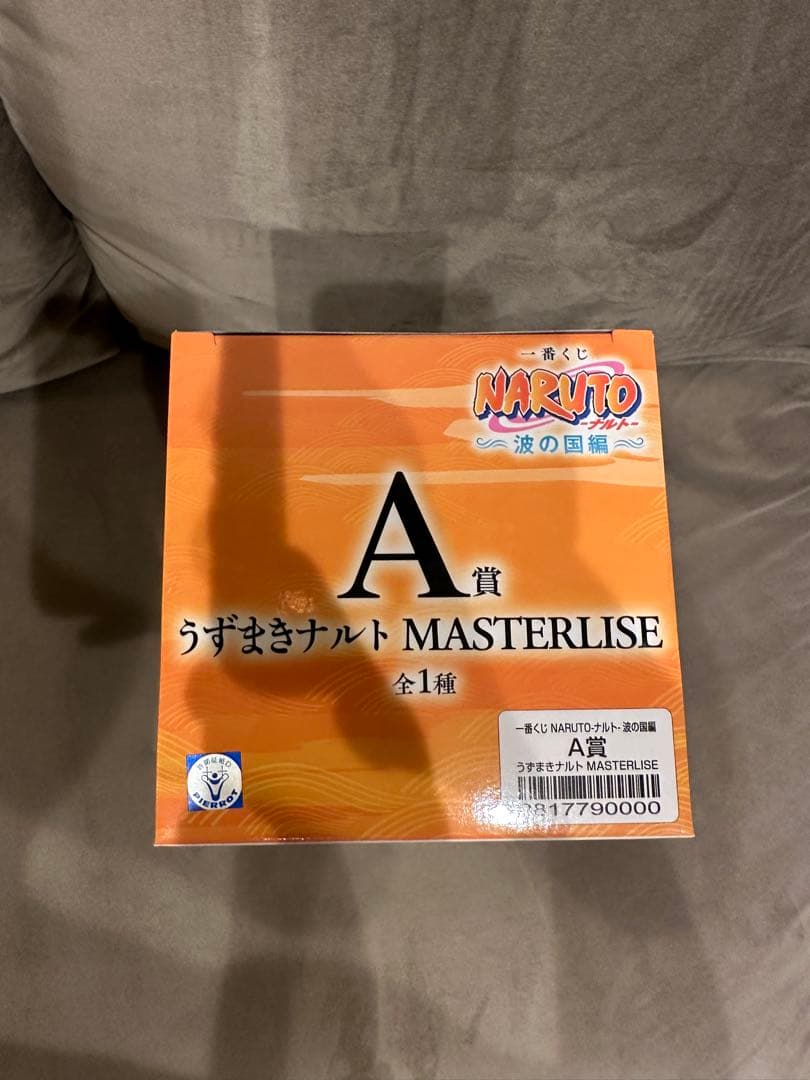 一番くじ
NARUTO
-ナルト-
波の国編
A賞
うずまきナルト MASTERLISE
全1種
一番くじ NARUTO-ナルト- 波の国編
A賞
うずまきナルト MASTERLISE
2817790000
PIERROT